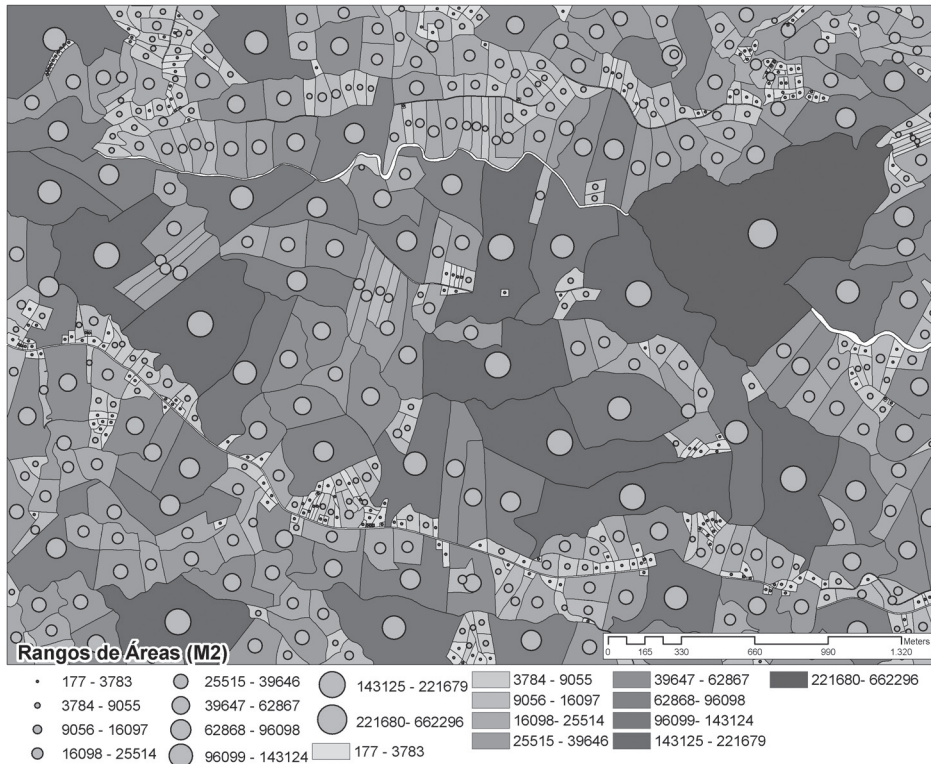 Meters
0 165 330 660 990 1.320
Rangos de Áreas (M2)
177 - 3783
3784 - 9055
9056 - 16097
16098 - 25514
25515 - 39646
39647 - 62867
62868 - 96098
96099 - 143124
143125 - 221679
221680- 662296
177 - 3783
3784 - 9055
9056 - 16097
16098- 25514
25515 - 39646
39647 - 62867
62868 - 96098
96099- 143124
143125 - 221679
221680 - 662296